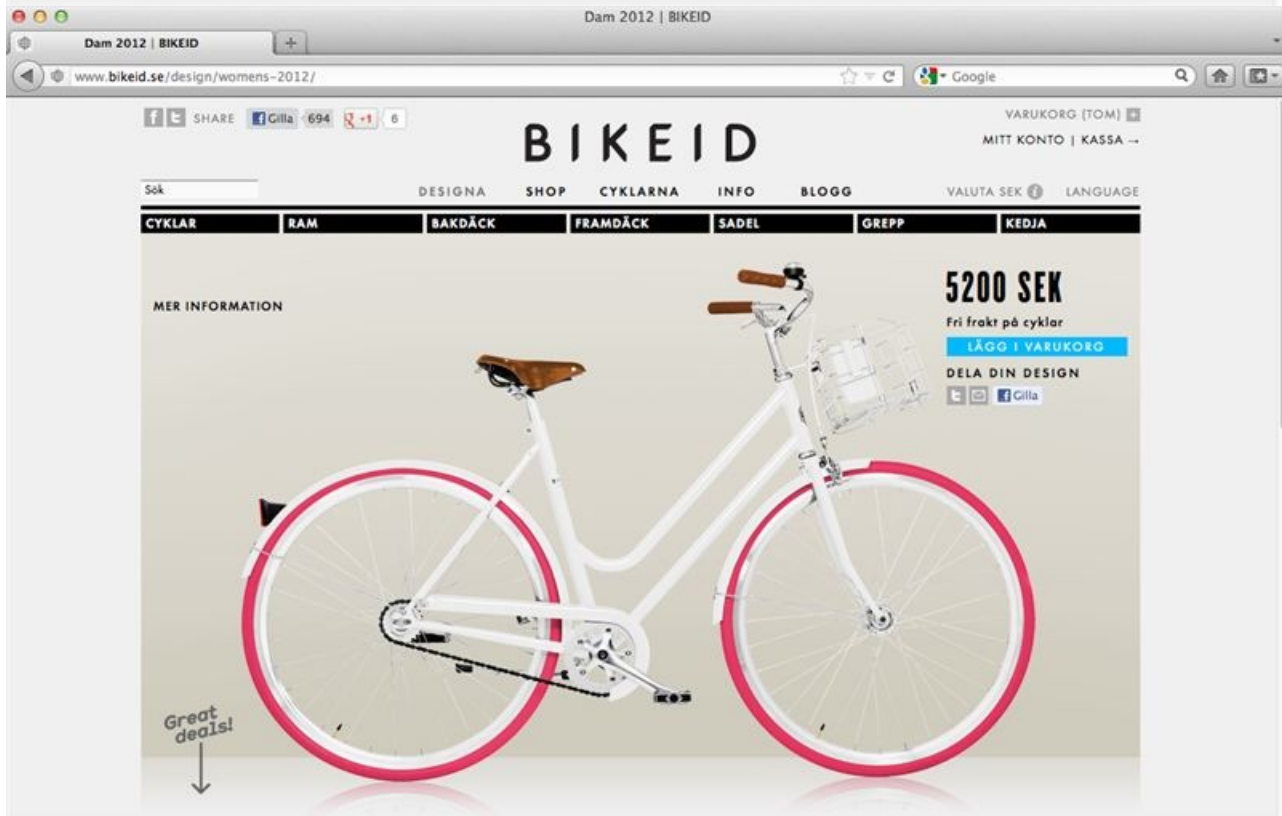 Dam 2012 | BIKEID
Dam 2012 | BIKEID
www.bikeid.se/design/womens-2012/
Google
SHARE Gilla 694 +1 6
VARUKORG (TOM)
BIKEID
MITT KONTO | KASSA →
Sök
DESIGNA SHOP CYKLARNA INFO BLOGG
VALUTA SEK i LANGUAGE
CYKLAR RAM BAKDÄCK FRAMDÄCK SADEL GREPP KEDJA
MER INFORMATION
5200 SEK
Fri frakt på cyklar
LÄGG I VARUKORG
DELA DIN DESIGN
Gilla
Great
deals!